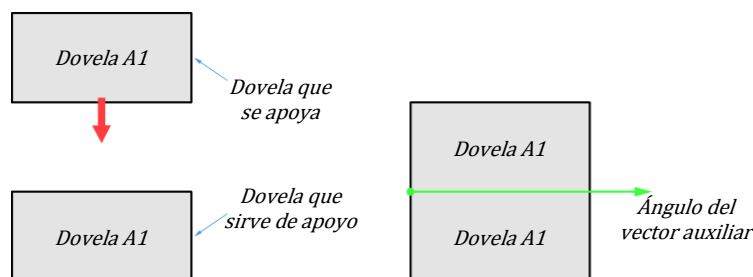 Dovela A1
Dovela que
se apoya
Dovela A1
Dovela que
sirve de apoyo
Dovela A1
Dovela A1
Ángulo del
vector auxiliar